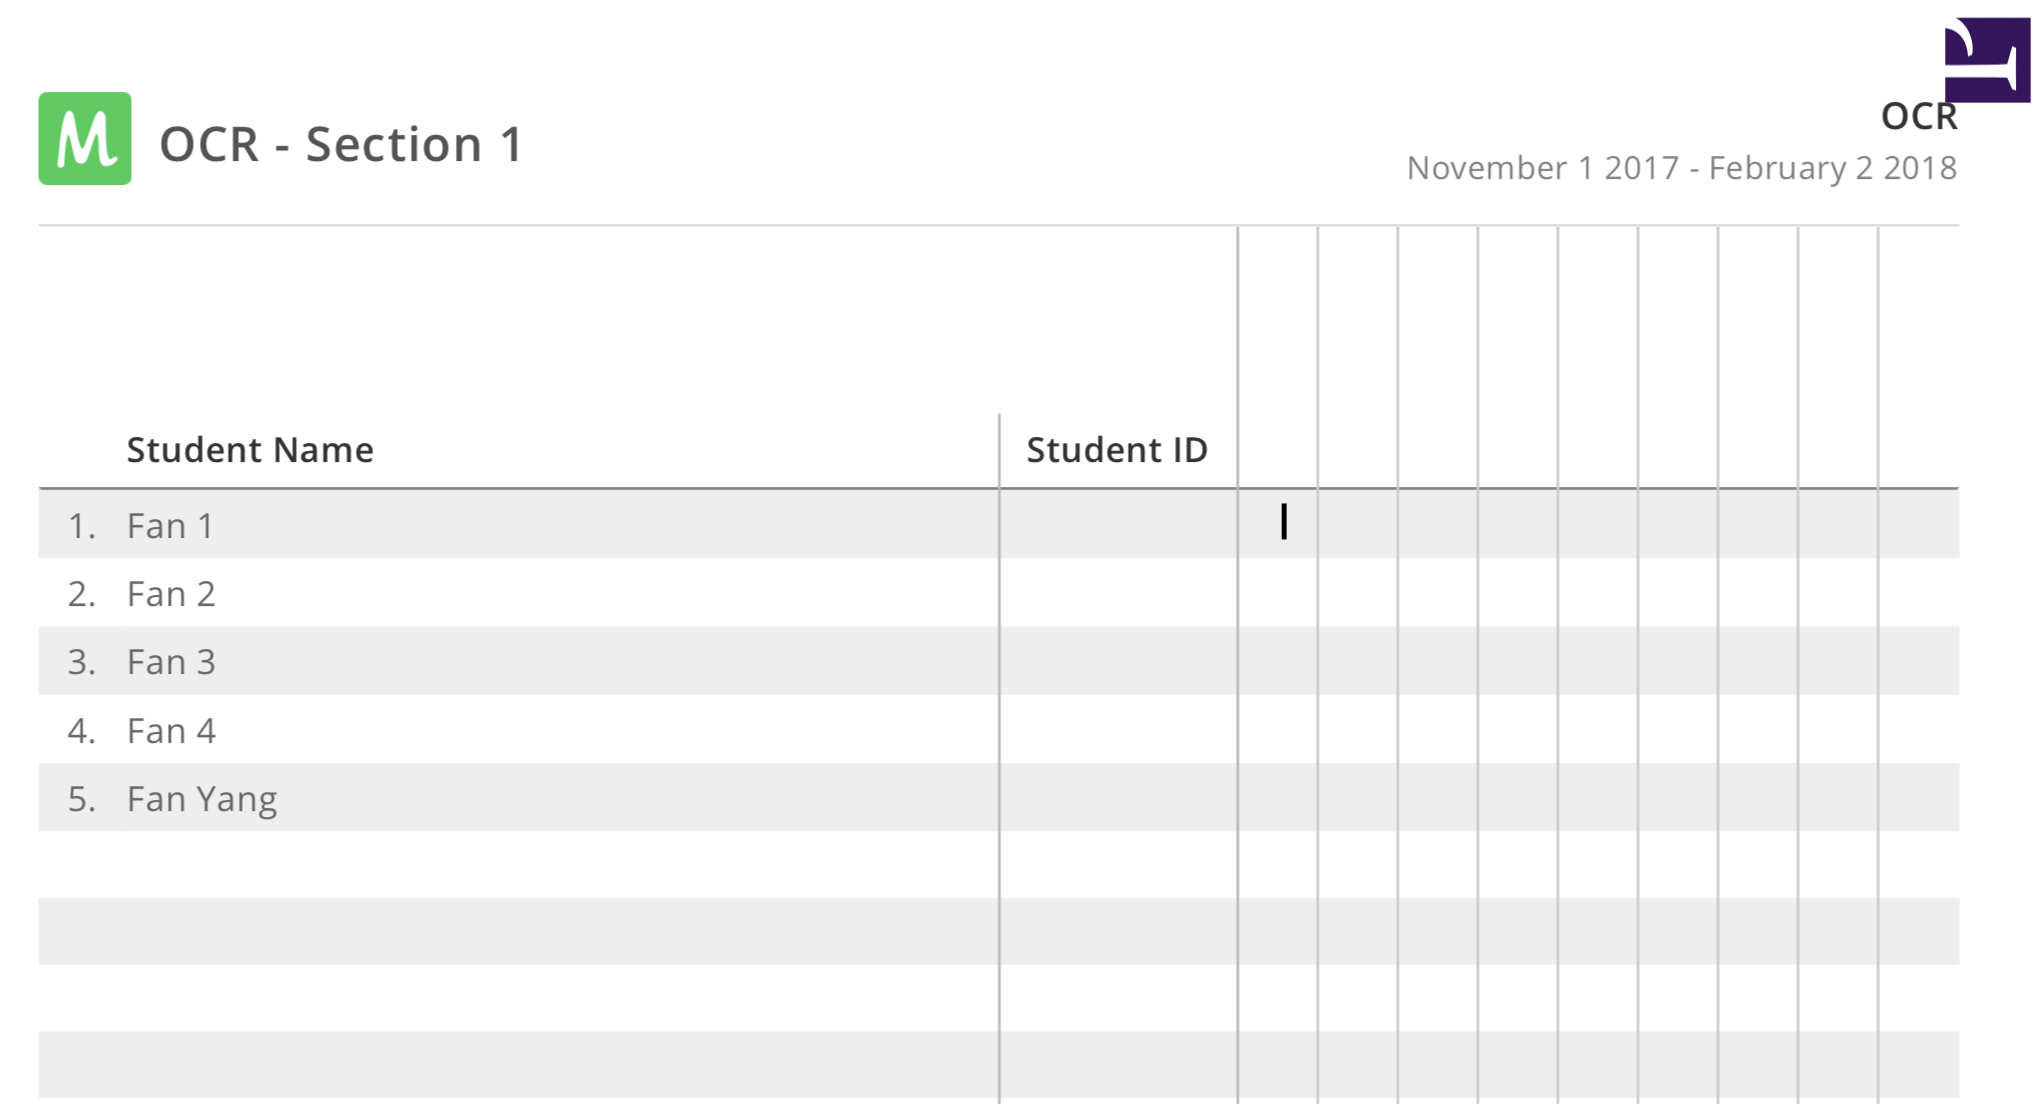 M OCR - Section 1
OCR
November 1 2017 - February 2 2018
Student Name Student ID
1. Fan 1 |
2. Fan 2
3. Fan 3
4. Fan 4
5. Fan Yang